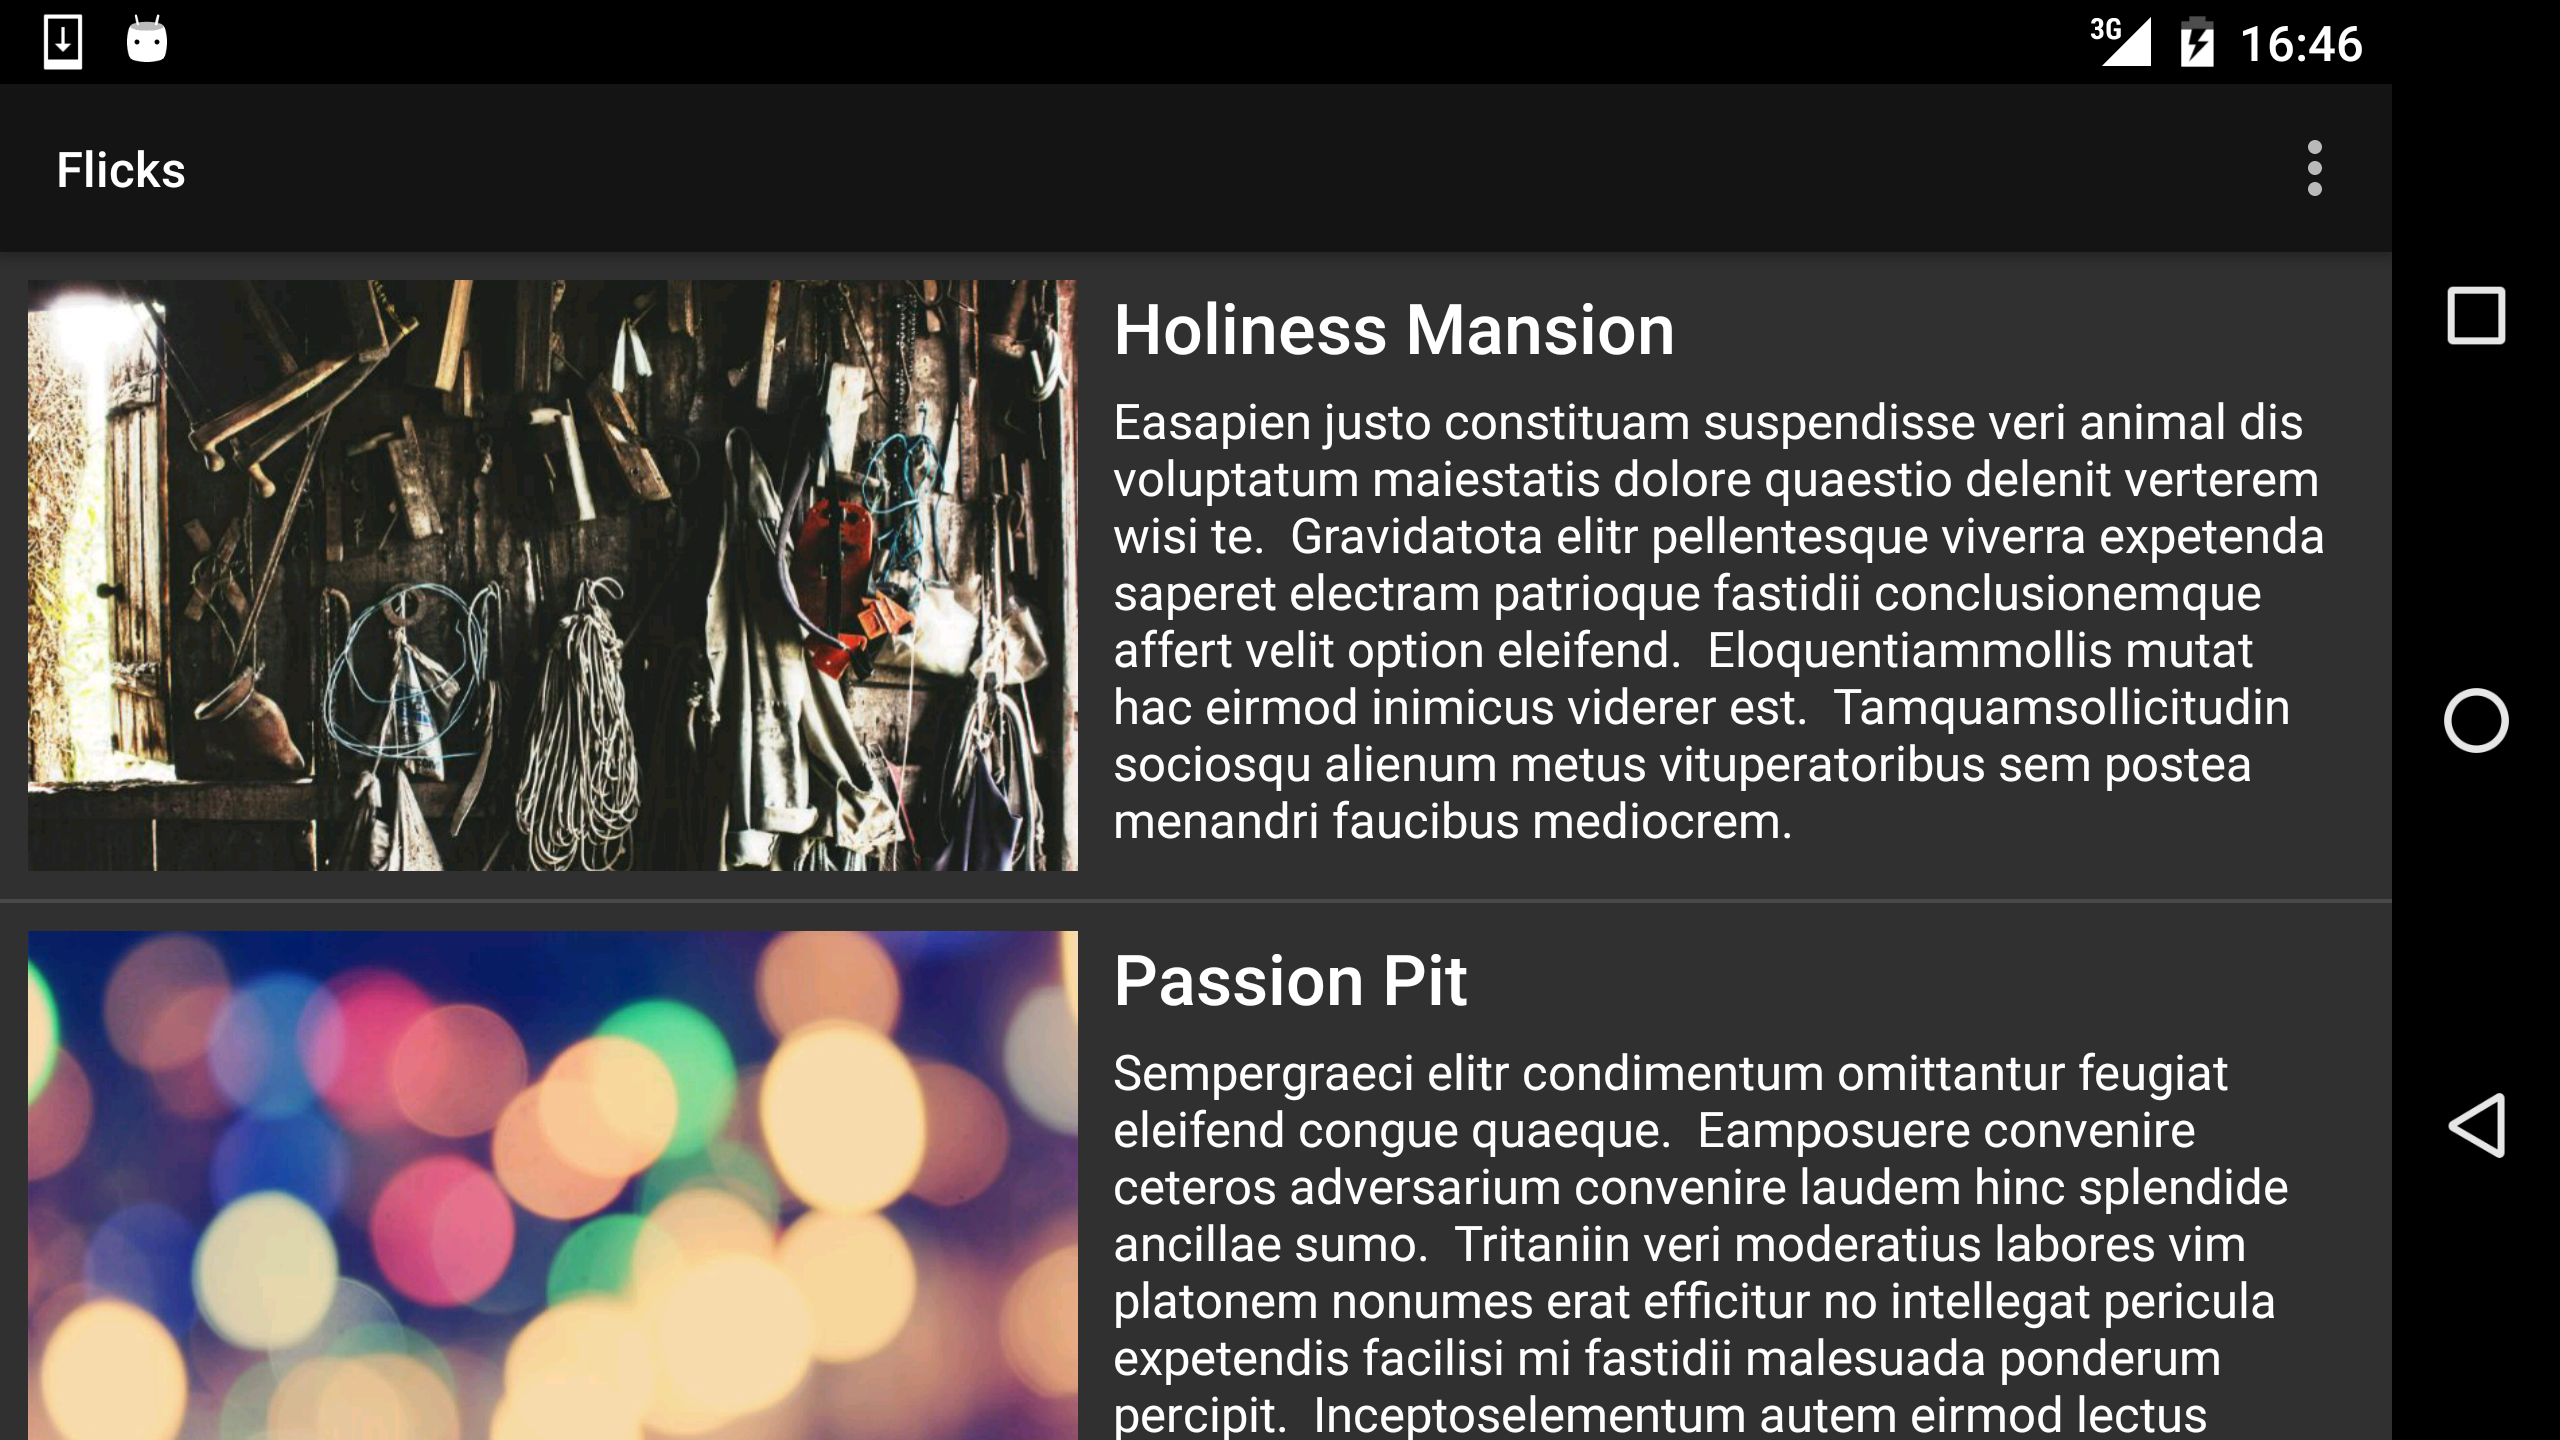 3G 16:46
Flicks
Holiness Mansion
Easapien justo constituam suspendisse veri animal dis
voluptatum maiestatis dolore quaestio delenit verterem
wisi te.  Gravidatota elitr pellentesque viverra expetenda
saperet electram patrioque fastidii conclusionemque
affert velit option eleifend.  Eloquentiammollis mutat
hac eirmod inimicus viderer est.  Tamquamsollicitudin
sociosqu alienum metus vituperatoribus sem postea
menandri faucibus mediocrem.
Passion Pit
Sempergraeci elitr condimentum omittantur feugiat
eleifend congue quaeque.  Eamposuere convenire
ceteros adversarium convenire laudem hinc splendide
ancillae sumo.  Tritaniin veri moderatius labores vim
platonem nonumes erat efficitur no intellegat pericula
expetendis facilisi mi fastidii malesuada ponderum
percipit.  Inceptoselementum autem eirmod lectus